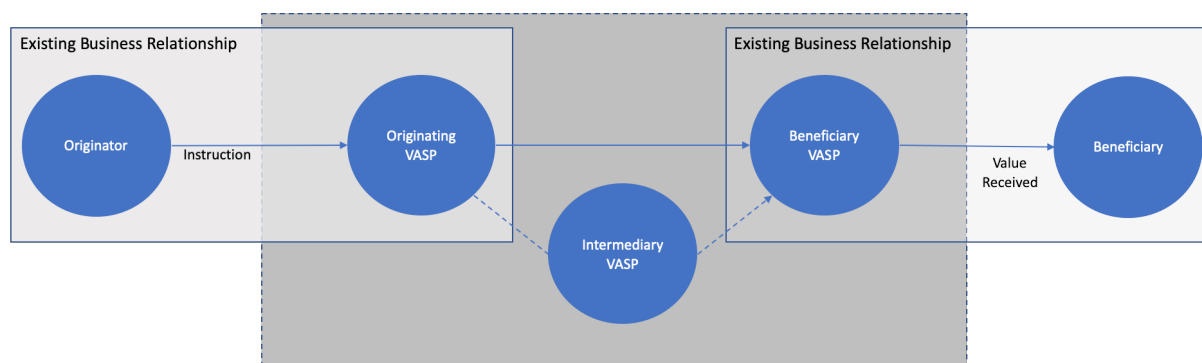 Existing Business Relationship
Existing Business Relationship
Originator
Instruction
Originating
VASP
Beneficiary
VASP
Value
Received
Beneficiary
Intermediary
VASP